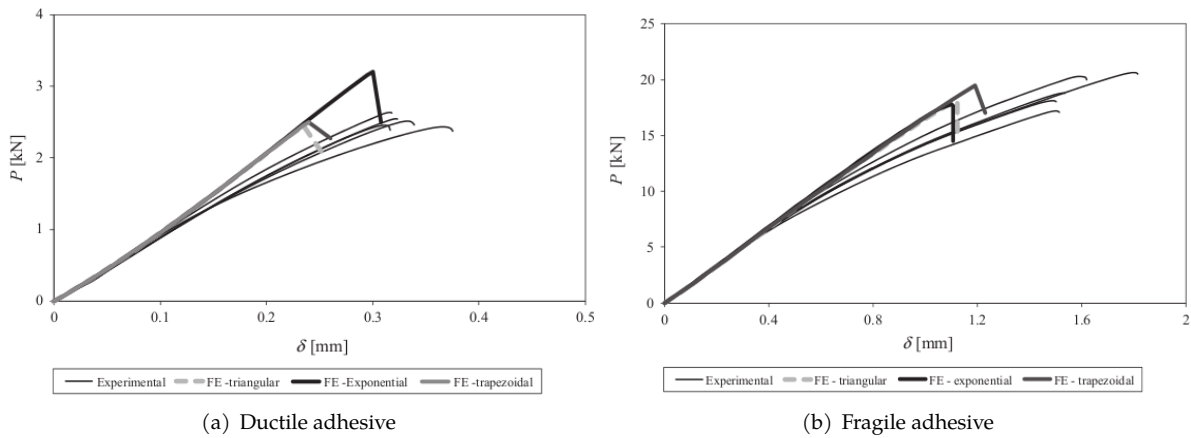 4
3
2
1
0
P [kN]
0 0.1 0.2 0.3 0.4 0.5
δ [mm]
Experimental FE -triangular FE -Exponential FE -trapezoidal
(a) Ductile adhesive
25
20
15
10
5
0
P [kN]
0 0.4 0.8 1.2 1.6 2
δ [mm]
Experimental FE - triangular FE - exponential FE - trapezoidal
(b) Fragile adhesive